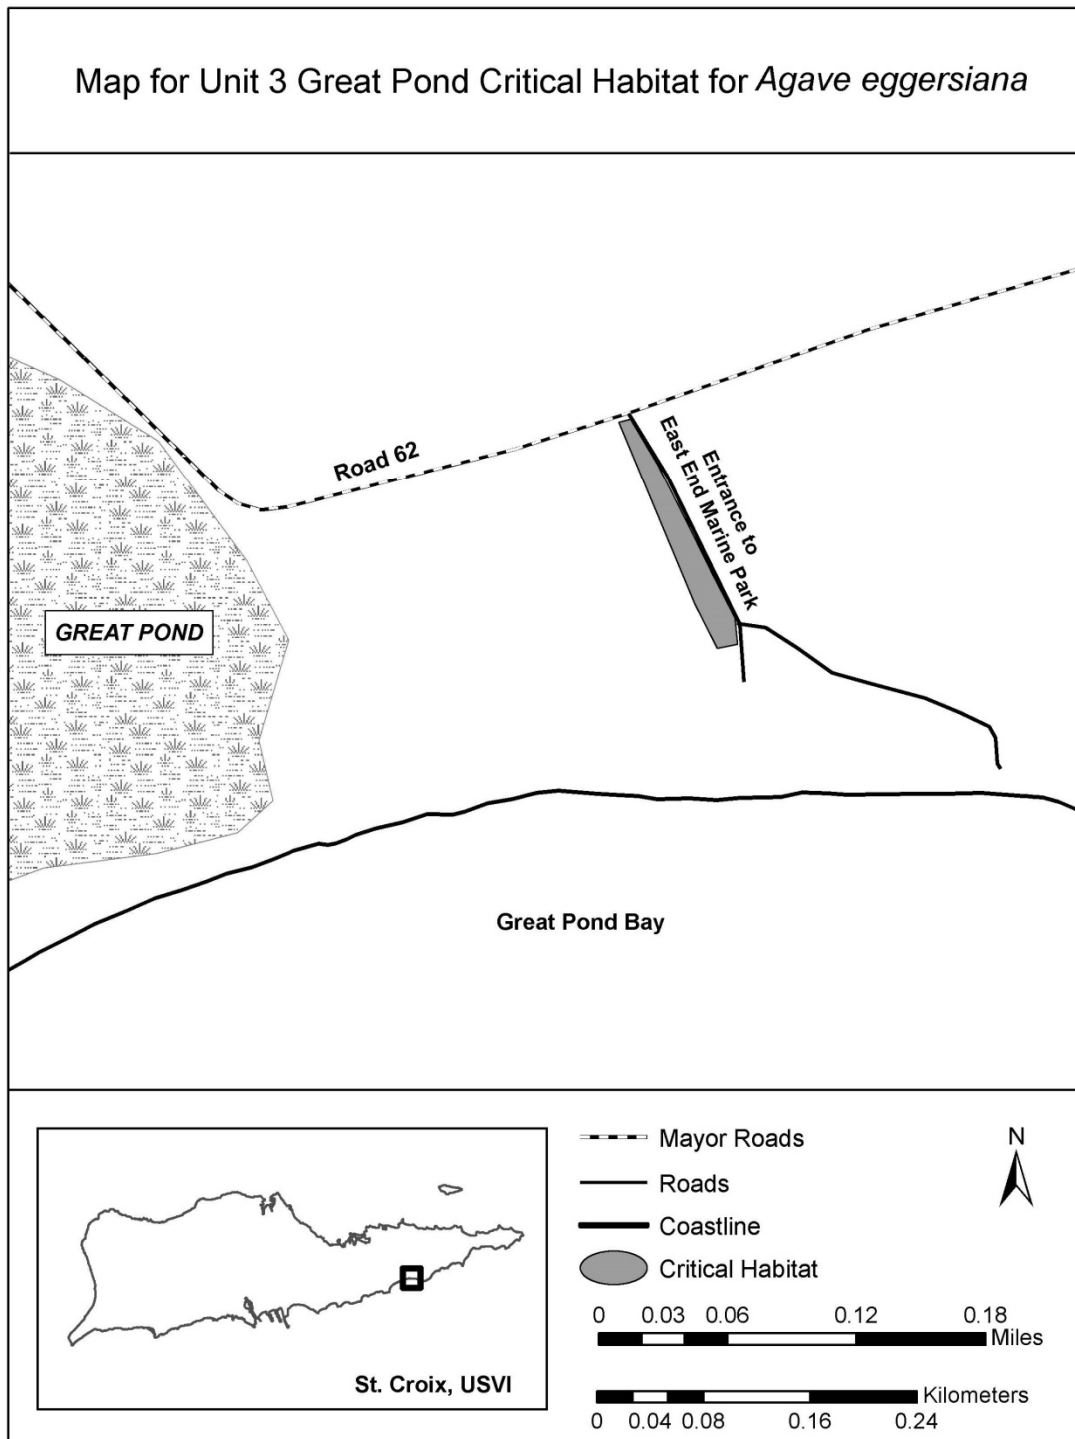 Map for Unit 3 Great Pond Critical Habitat for Agave eggersiana
Road 62
Entrance to
East End Marine Park
GREAT POND
Great Pond Bay
St. Croix, USVI
Mayor Roads
Roads
Coastline
Critical Habitat
N
0 0.03 0.06 0.12 0.18
Miles
Kilometers
0 0.04 0.08 0.16 0.24